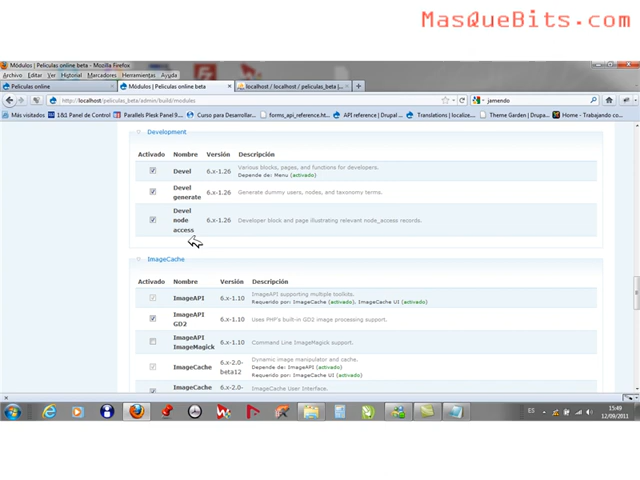 MasQueBits.com
Módulos | Peliculas online beta - Mozilla Firefox
Archivo Editar Ver Historial Marcadores Herramientas Ayuda
Peliculas online
Módulos | Peliculas online beta
localhost / localhost / peliculas_beta |...
http://localhost/peliculas_beta/admin/build/modules
jamendo
Más visitados 1&1 Panel de Control Parallels Plesk Panel 9... Curso para Desarrollar... forms_api_reference.ht... API reference | Drupal ... Translations | localize.... Theme Garden | Drupal Home - Trabajando co...
Development
Activado Nombre Versión Descripción
Devel 6.x-1.26 Various blocks, pages, and functions for developers.
Depende de: Menu (activado)
Devel generate 6.x-1.26 Generate dummy users, nodes, and taxonomy terms.
Devel node access 6.x-1.26 Developer block and page illustrating relevant node_access records.
ImageCache
Activado Nombre Versión Descripción
ImageAPI 6.x-1.10 ImageAPI supporting multiple toolkits.
Requerido por: ImageCache (activado), ImageCache UI (activado)
ImageAPI GD2 6.x-1.10 Uses PHP's built-in GD2 image processing support.
ImageAPI ImageMagick 6.x-1.10 Command Line ImageMagick support.
ImageCache 6.x-2.0-beta12 Dynamic image manipulator and cache.
Depende de: ImageAPI (activado)
Requerido por: ImageCache UI (activado)
ImageCache 6.x-2.0- ImageCache User Interface.
ES
15:49
12/09/2011